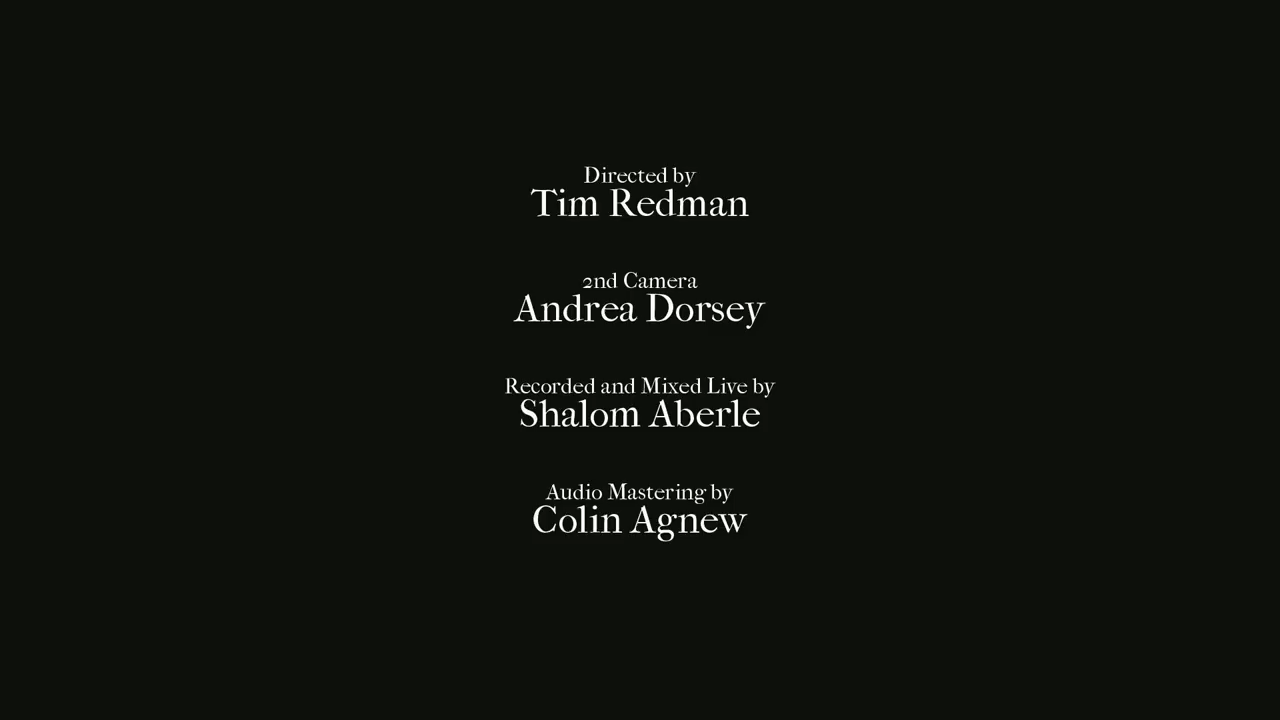 Directed by
Tim Redman
2nd Camera
Andrea Dorsey
Recorded and Mixed Live by
Shalom Aberle
Audio Mastering by
Colin Agnew